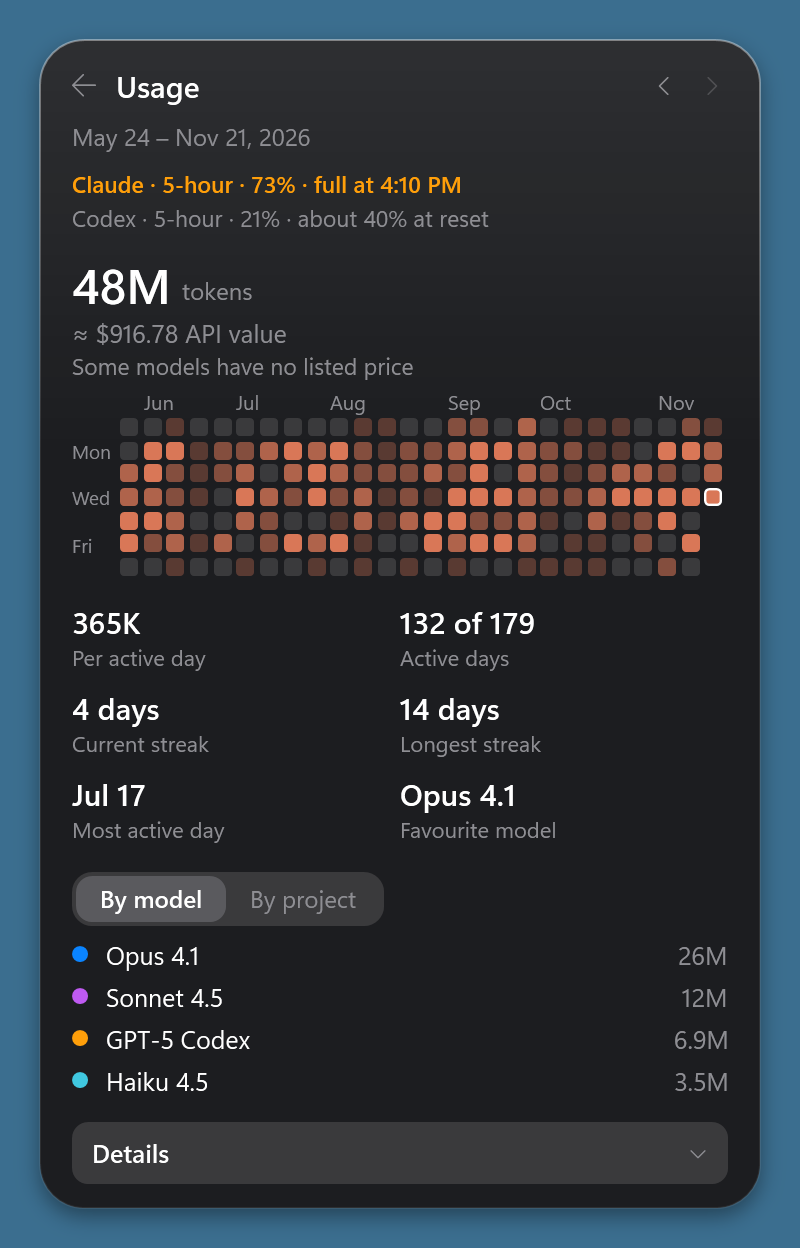 Usage
May 24 – Nov 21, 2026
Claude · 5-hour · 73% · full at 4:10 PM
Codex · 5-hour · 21% · about 40% at reset
48M tokens
≈ $916.78 API value
Some models have no listed price
Jun Jul Aug Sep Oct Nov
Mon
Wed
Fri
365K 132 of 179
Per active day Active days
4 days 14 days
Current streak Longest streak
Jul 17 Opus 4.1
Most active day Favourite model
By model By project
Opus 4.1 26M
Sonnet 4.5 12M
GPT-5 Codex 6.9M
Haiku 4.5 3.5M
Details